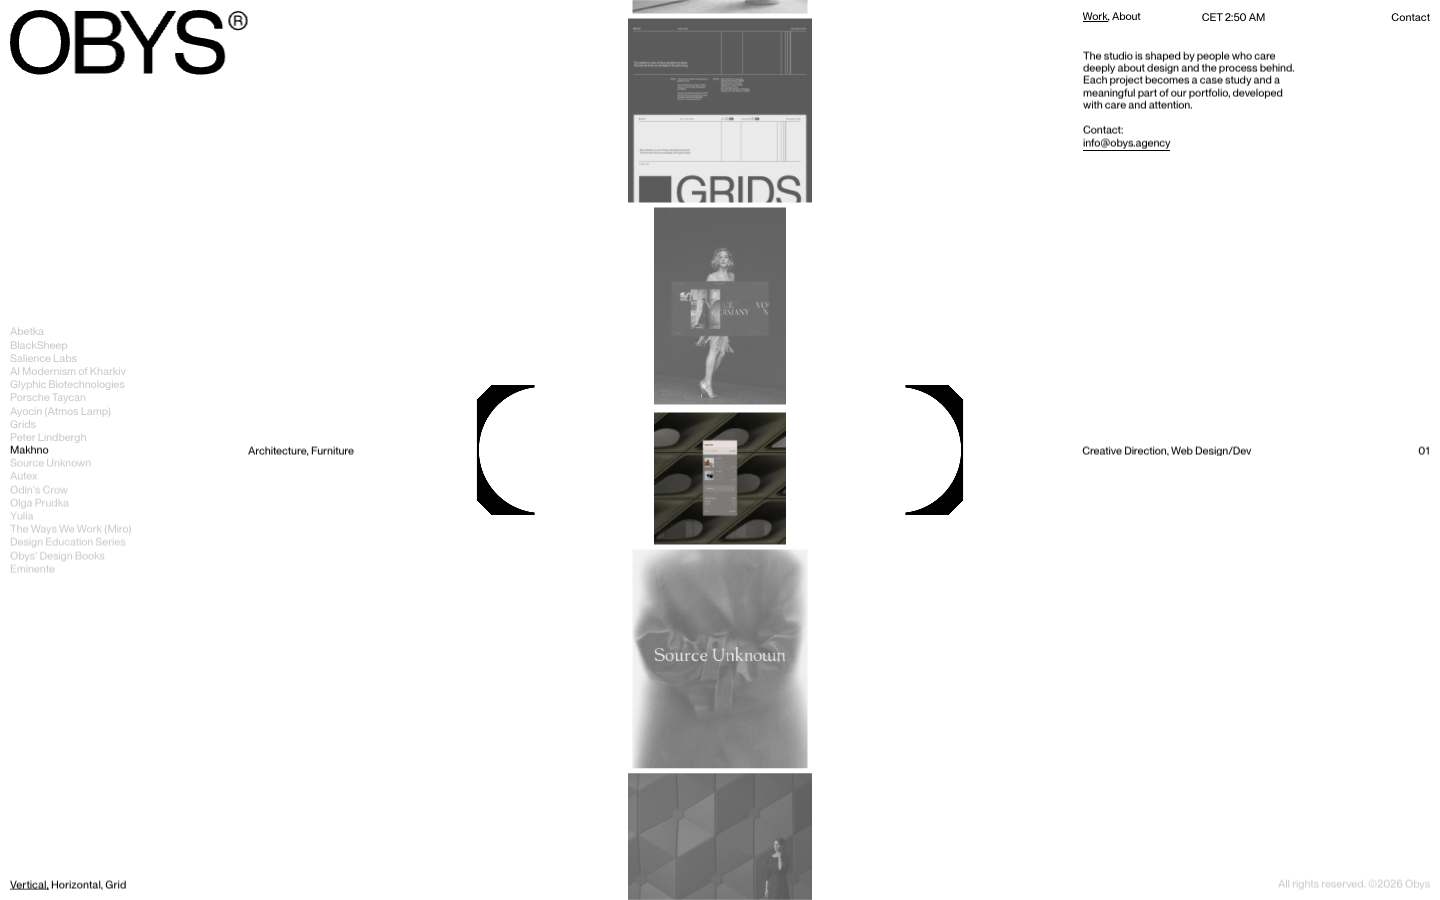 OBYS®
Work, About
CET 2:50 AM
Contact
The studio is shaped by people who care
deeply about design and the process behind.
Each project becomes a case study and a
meaningful part of our portfolio, developed
with care and attention.
Contact:
info@obys.agency
GRIDS
Abetka
BlackSheep
Salience Labs
AI Modernism of Kharkiv
Glyphic Biotechnologies
Porsche Taycan
Ayocin (Atmos Lamp)
Grids
Peter Lindbergh
Makhno
Architecture, Furniture
Creative Direction, Web Design/Dev
01
Source Unknown
Autex
Odin's Crow
Olga Prudka
Yulia
The Ways We Work (Miro)
Design Education Series
Obys' Design Books
Eminente
Source Unknown
Vertical, Horizontal, Grid
All rights reserved. ©2026 Obys